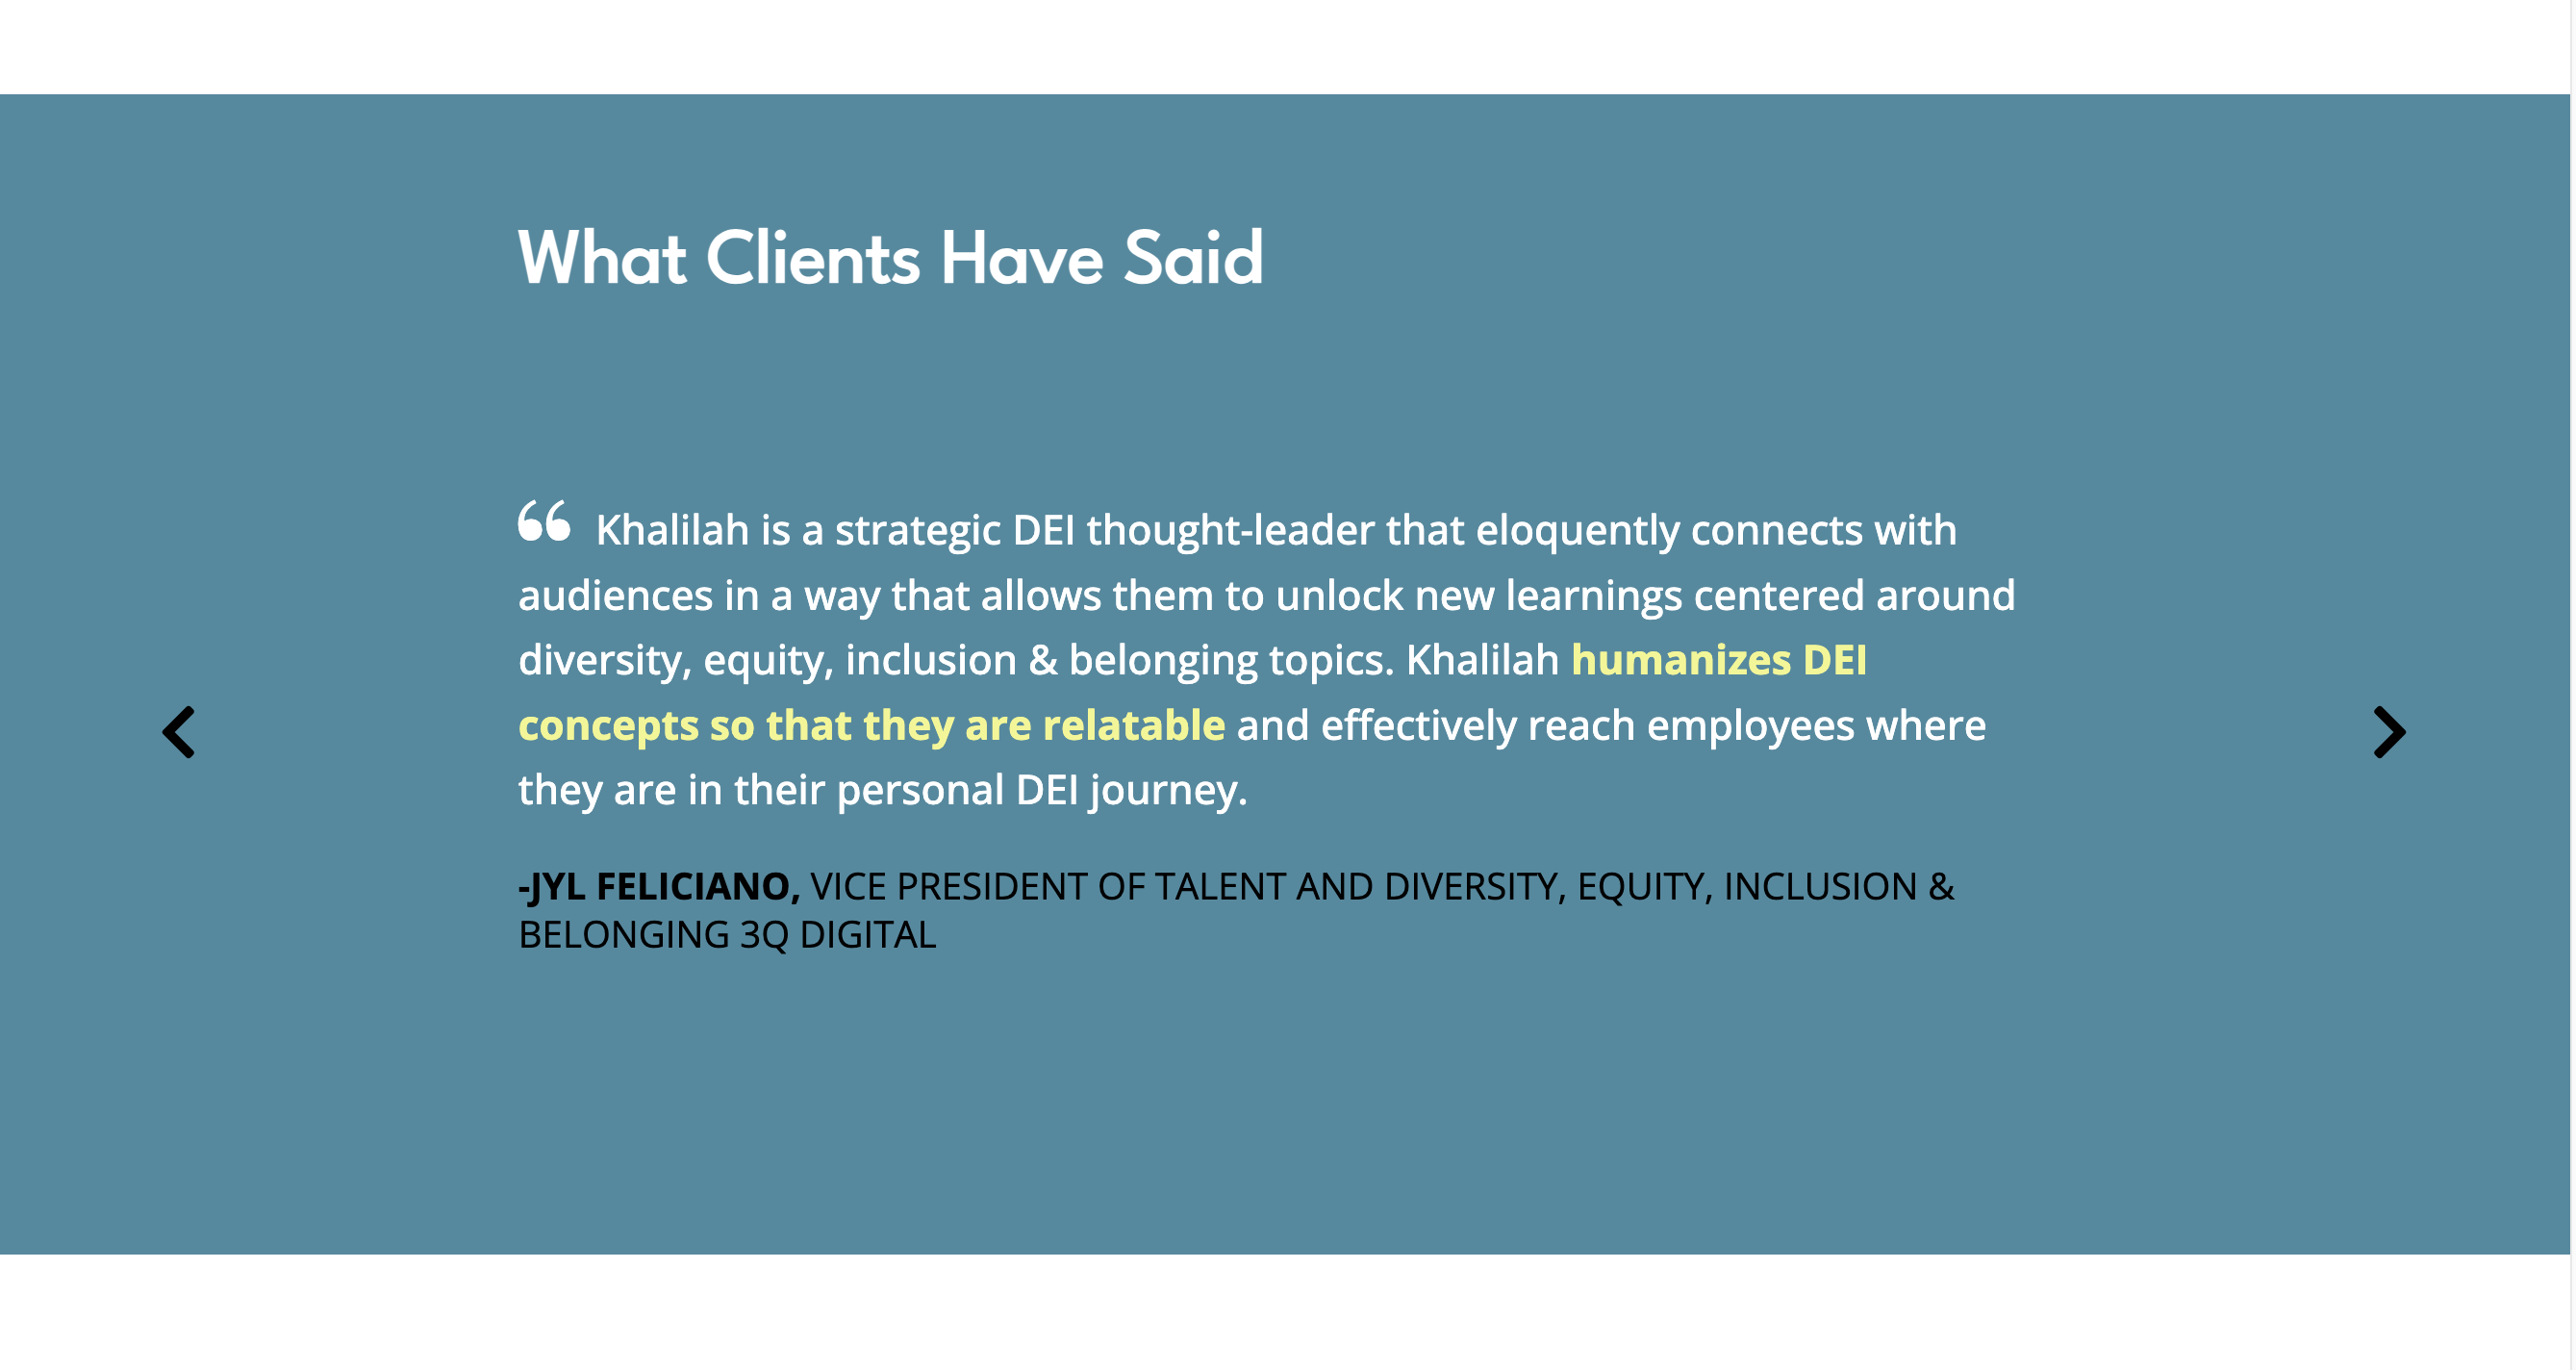 What Clients Have Said
“ Khalilah is a strategic DEI thought-leader that eloquently connects with
audiences in a way that allows them to unlock new learnings centered around
diversity, equity, inclusion & belonging topics. Khalilah humanizes DEI
concepts so that they are relatable and effectively reach employees where
they are in their personal DEI journey.
-JYL FELICIANO, VICE PRESIDENT OF TALENT AND DIVERSITY, EQUITY, INCLUSION &
BELONGING 3Q DIGITAL